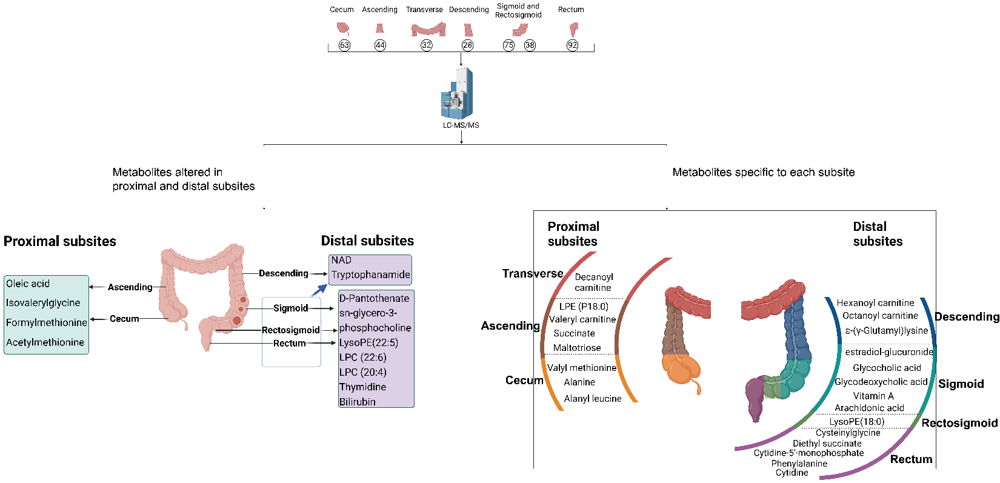 Cecum
Ascending
Transverse
Descending
Sigmoid and
Rectosigmoid
Rectum
63
44
32
28
75
38
92
LC-MS/MS
Metabolites altered in
proximal and distal subsites
Metabolites specific to each subsite
Proximal subsites
Distal subsites
Oleic acid
Isovalerylglycine
Formylmethionine
Acetylmethionine
Ascending
Cecum
Descending
Sigmoid
Rectosigmoid
Rectum
NAD
Tryptophanamide
D-Pantothenate
sn-glycero-3-
phosphocholine
LysoPE(22:5)
LPC (22:6)
LPC (20:4)
Thymidine
Bilirubin
Proximal
subsites
Distal
subsites
Transverse
Decanoyl
carnitine
Ascending
LPE (P18:0)
Valeryl carnitine
Succinate
Maltotriose
Cecum
Valyl methionine
Alanine
Alanyl leucine
Hexanoyl carnitine
Octanoyl carnitine
ε-(γ-Glutamyl)lysine
Descending
estradiol-glucuronide
Glycocholic acid
Glycodeoxycholic acid
Vitamin A
Arachidonic acid
Sigmoid
LysoPE(18:0)
Rectosigmoid
Cysteinylglycine
Diethyl succinate
Cytidine-5'-monophosphate
Phenylalanine
Cytidine
Rectum